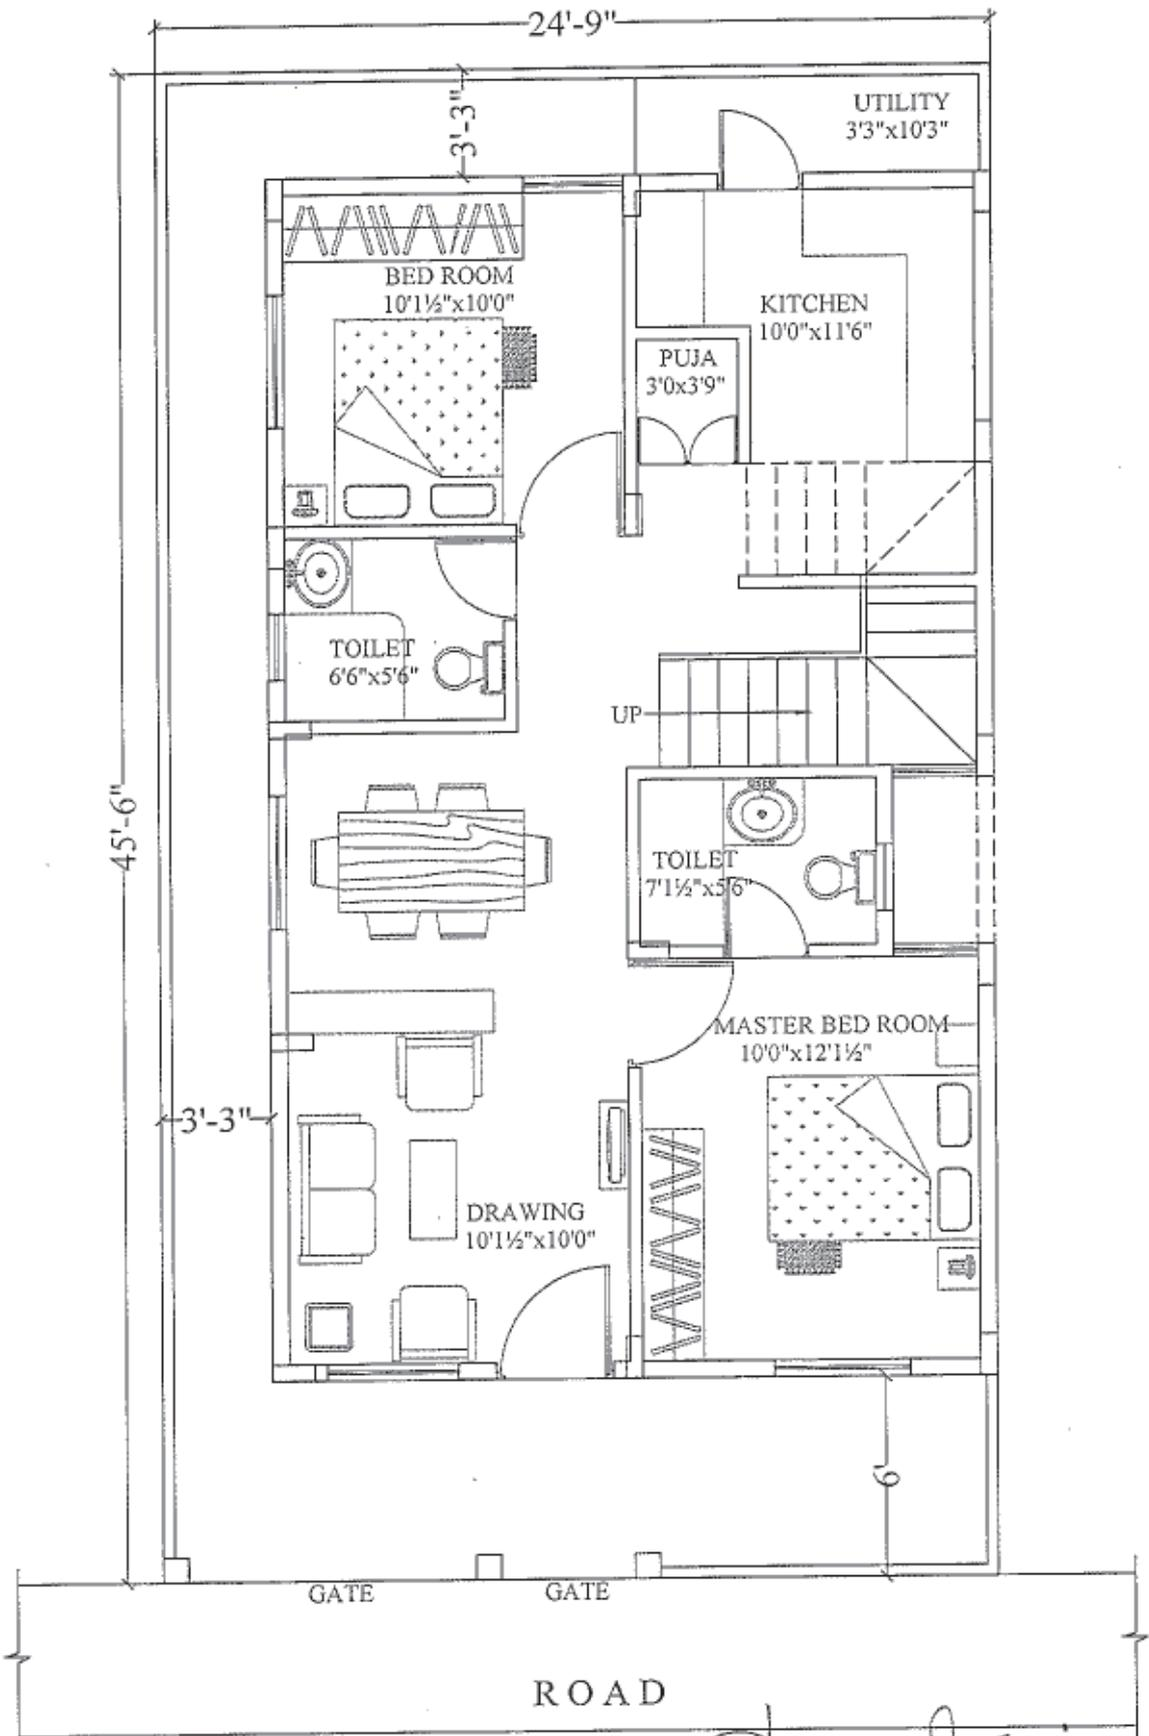 24'-9"
3'-3"
UTILITY
3'3"x10'3"
BED ROOM
10'1½"x10'0"
KITCHEN
10'0"x11'6"
PUJA
3'0x3'9"
TOILET
6'6"x5'6"
UP
45'-6"
TOILET
7'1½"x5'6"
MASTER BED ROOM
10'0"x12'1½"
3'-3"
DRAWING
10'1½"x10'0"
6'
GATE
GATE
ROAD